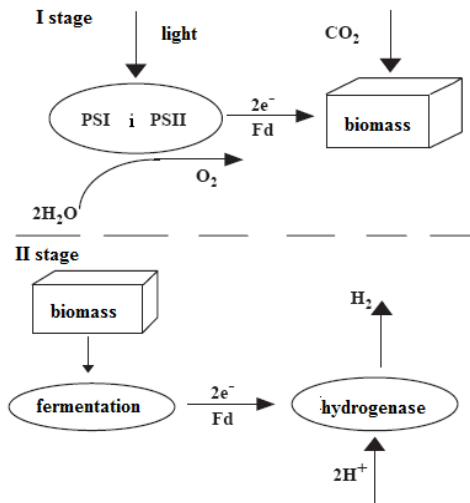 I stage
light
CO₂
PSI i PSII
2e⁻
Fd
biomass
O₂
2H₂O
II stage
biomass
H₂
fermentation
2e⁻
Fd
hydrogenase
2H⁺